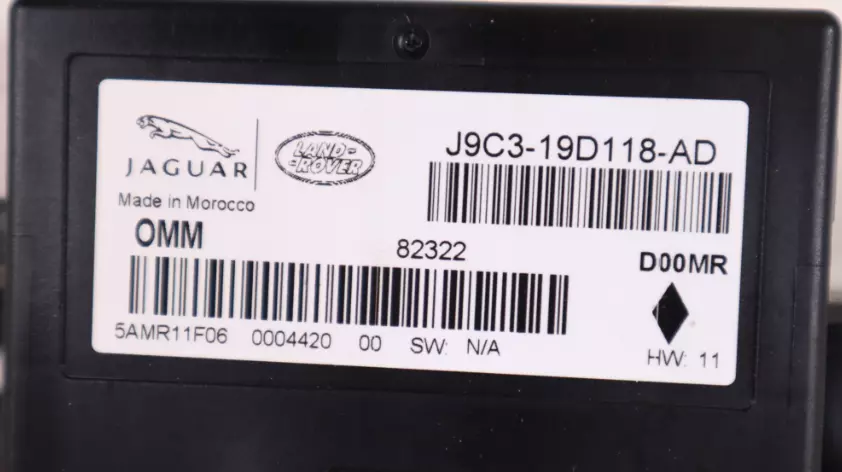 JAGUAR
LAND-
-ROVER
J9C3-19D118-AD
Made in Morocco
OMM
82322
D00MR
5AMR11F06 0004420 00 SW: N/A
HW: 11